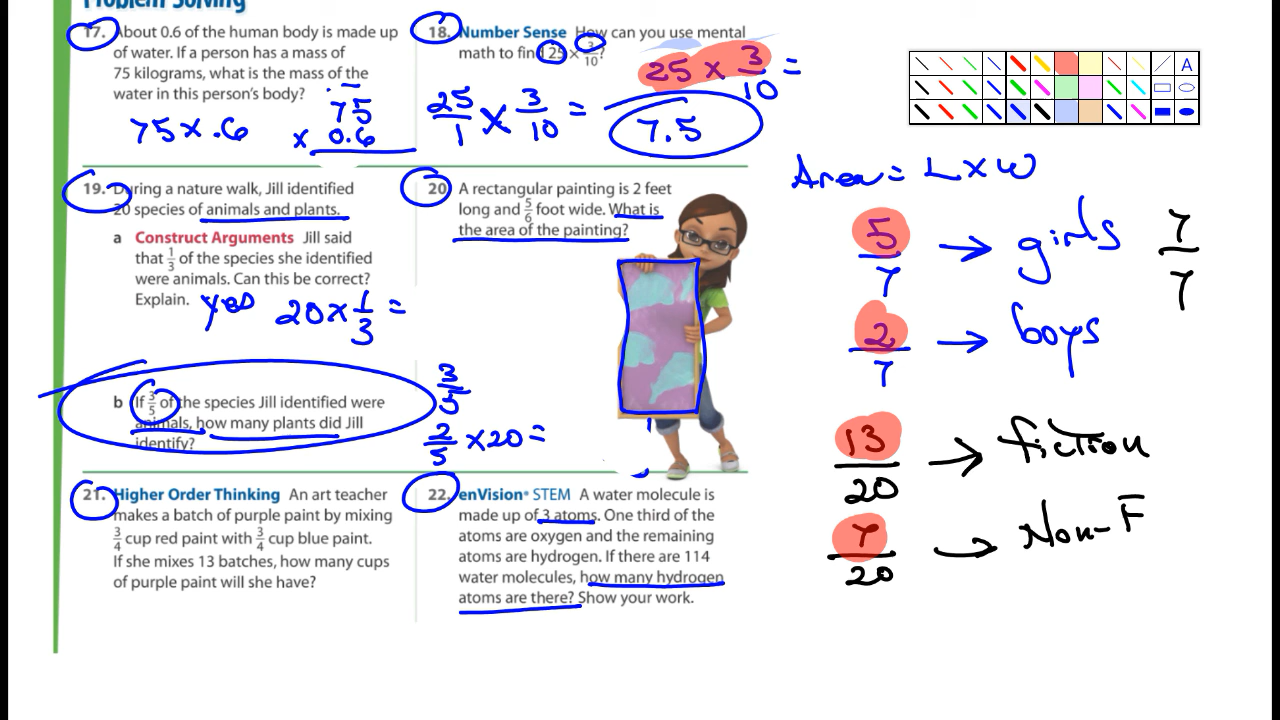 Problem Solving
17. About 0.6 of the human body is made up
of water. If a person has a mass of
75 kilograms, what is the mass of the
water in this person's body?
75 × .6
75
× 0.6
18. Number Sense How can you use mental
math to find 25 × 3/10?
25 × 3/10 =
25/1 × 3/10 =
7.5
19. During a nature walk, Jill identified
20 species of animals and plants.
a Construct Arguments Jill said
that 1/3 of the species she identified
were animals. Can this be correct?
Explain.
yes 20 × 1/3 =
b If 3/5 of the species Jill identified were
animals, how many plants did Jill
identify?
3/5
2/5 × 20 =
20 A rectangular painting is 2 feet
long and 5/6 foot wide. What is
the area of the painting?
21. Higher Order Thinking An art teacher
makes a batch of purple paint by mixing
3/4 cup red paint with 3/4 cup blue paint.
If she mixes 13 batches, how many cups
of purple paint will she have?
22. enVision® STEM A water molecule is
made up of 3 atoms. One third of the
atoms are oxygen and the remaining
atoms are hydrogen. If there are 114
water molecules, how many hydrogen
atoms are there? Show your work.
A
Area = L × W
5/7 → girls 7/7
2/7 → boys
13/20 → fiction
/20 → Non-F